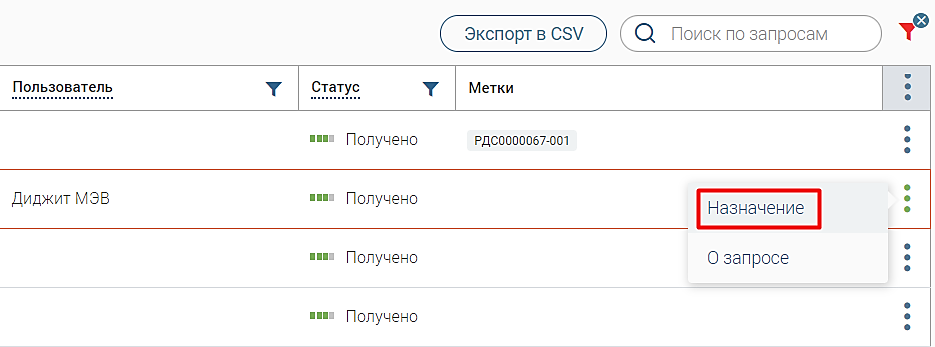 Экспорт в CSV
Поиск по запросам
Пользователь
Статус
Метки
Получено
РДС0000067-001
Диджит МЭВ
Получено
Назначение
О запросе
Получено
Получено